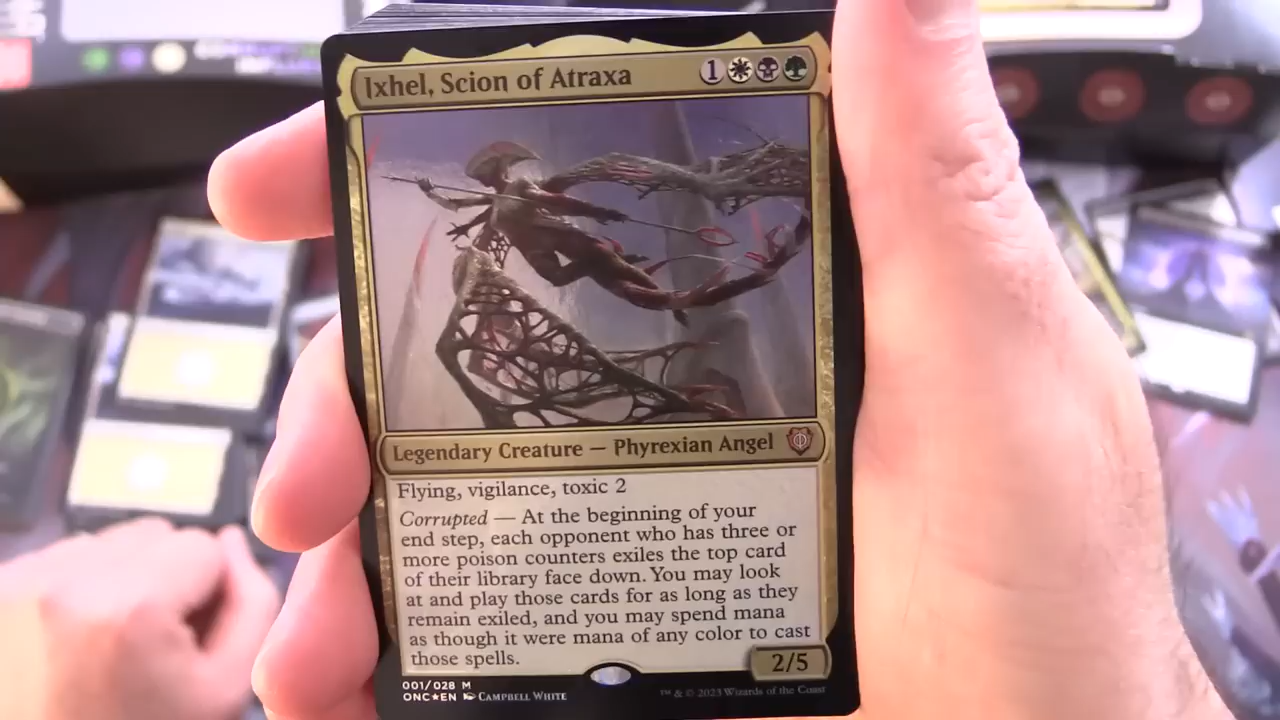 Ixhel, Scion of Atraxa 1
Legendary Creature — Phyrexian Angel
Flying, vigilance, toxic 2
Corrupted — At the beginning of your
end step, each opponent who has three or
more poison counters exiles the top card
of their library face down. You may look
at and play those cards for as long as they
remain exiled, and you may spend mana
as though it were mana of any color to cast
those spells.
2/5
001/028 M
ONC★EN CAMPBELL WHITE
™ & © 2023 Wizards of the Coast